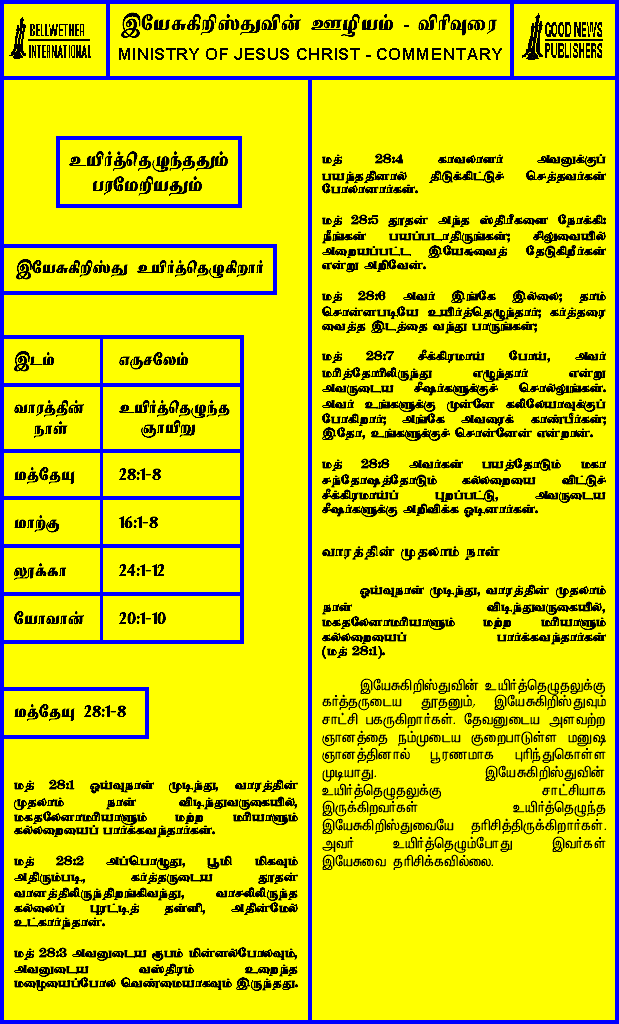 BELLWETHER
INTERNATIONAL
இயேசுகிறிஸ்துவின் ஊழியம் - விரிவுரை
MINISTRY OF JESUS CHRIST - COMMENTARY
GOOD NEWS
PUBLISHERS
உயிர்த்தெழுந்ததும்
பரமேறியதும்
இயேசுகிறிஸ்து உயிர்த்தெழுகிறார்
இடம் எருசலேம்
வாரத்தின் நாள் உயிர்த்தெழுந்த ஞாயிறு
மத்தேயு 28:1-8
மாற்கு 16:1-8
லூக்கா 24:1-12
யோவான் 20:1-10
மத்தேயு 28:1-8
மத் 28:1 ஓய்வுநாள் முடிந்து, வாரத்தின்
முதலாம் நாள் விடிந்துவருகையில்,
மகதலேனாமரியாளும் மற்ற மரியாளும்
கல்லறையைப் பார்க்கவந்தார்கள்.
மத் 28:2 அப்பொழுது, பூமி மிகவும்
அதிரும்படி, கர்த்தருடைய தூதன்
வானத்திலிருந்திறங்கிவந்து, வாசலிலிருந்த
கல்லைப் புரட்டித் தள்ளி, அதின்மேல்
உட்கார்ந்தான்.
மத் 28:3 அவனுடைய ரூபம் மின்னல்போலவும்,
அவனுடைய வஸ்திரம் உறைந்த
மழையைப்போல வெண்மையாகவும் இருந்தது.
மத் 28:4 காவலாளர் அவனுக்குப்
பயந்ததினால் திடுக்கிட்டுச் செத்தவர்கள்
போலானார்கள்.
மத் 28:5 தூதன் அந்த ஸ்திரீகளை நோக்கி:
நீங்கள் பயப்படாதிருங்கள்; சிலுவையில்
அறையப்பட்ட இயேசுவைத் தேடுகிறீர்கள்
என்று அறிவேன்.
மத் 28:6 அவர் இங்கே இல்லை; தாம்
சொன்னபடியே உயிர்த்தெழுந்தார்; கர்த்தரை
வைத்த இடத்தை வந்து பாருங்கள்;
மத் 28:7 சீக்கிரமாய் போய், அவர்
மரித்தோரிலிருந்து எழுந்தார் என்று
அவருடைய சீஷர்களுக்குச் சொல்லுங்கள்.
அவர் உங்களுக்கு முன்னே கலிலேயாவுக்குப்
போகிறார்; அங்கே அவரைக் காண்பீர்கள்;
இதோ, உங்களுக்குச் சொன்னேன் என்றான்.
மத் 28:8 அவர்கள் பயத்தோடும் மகா
சந்தோஷத்தோடும் கல்லறையை விட்டுச்
சீக்கிரமாய்ப் புறப்பட்டு, அவருடைய
சீஷர்களுக்கு அறிவிக்க ஓடினார்கள்.
வாரத்தின் முதலாம் நாள்
ஓய்வுநாள் முடிந்து, வாரத்தின் முதலாம்
நாள் விடிந்துவருகையில்,
மகதலேனாமரியாளும் மற்ற மரியாளும்
கல்லறையைப் பார்க்கவந்தார்கள்
(மத் 28:1).
இயேசுகிறிஸ்துவின் உயிர்த்தெழுதலுக்கு
கர்த்தருடைய தூதனும், இயேசுகிறிஸ்துவும்
சாட்சி பகருகிறார்கள். தேவனுடைய அளவற்ற
ஞானத்தை நம்முடைய குறைபாடுள்ள மனுஷ
ஞானத்தினால் பூரணமாக புரிந்துகொள்ள
முடியாது. இயேசுகிறிஸ்துவின்
உயிர்த்தெழுதலுக்கு சாட்சியாக
இருக்கிறவர்கள் உயிர்த்தெழுந்த
இயேசுகிறிஸ்துவையே தரிசித்திருக்கிறார்கள்.
அவர் உயிர்த்தெழும்போது இவர்கள்
இயேசுவை தரிசிக்கவில்லை.